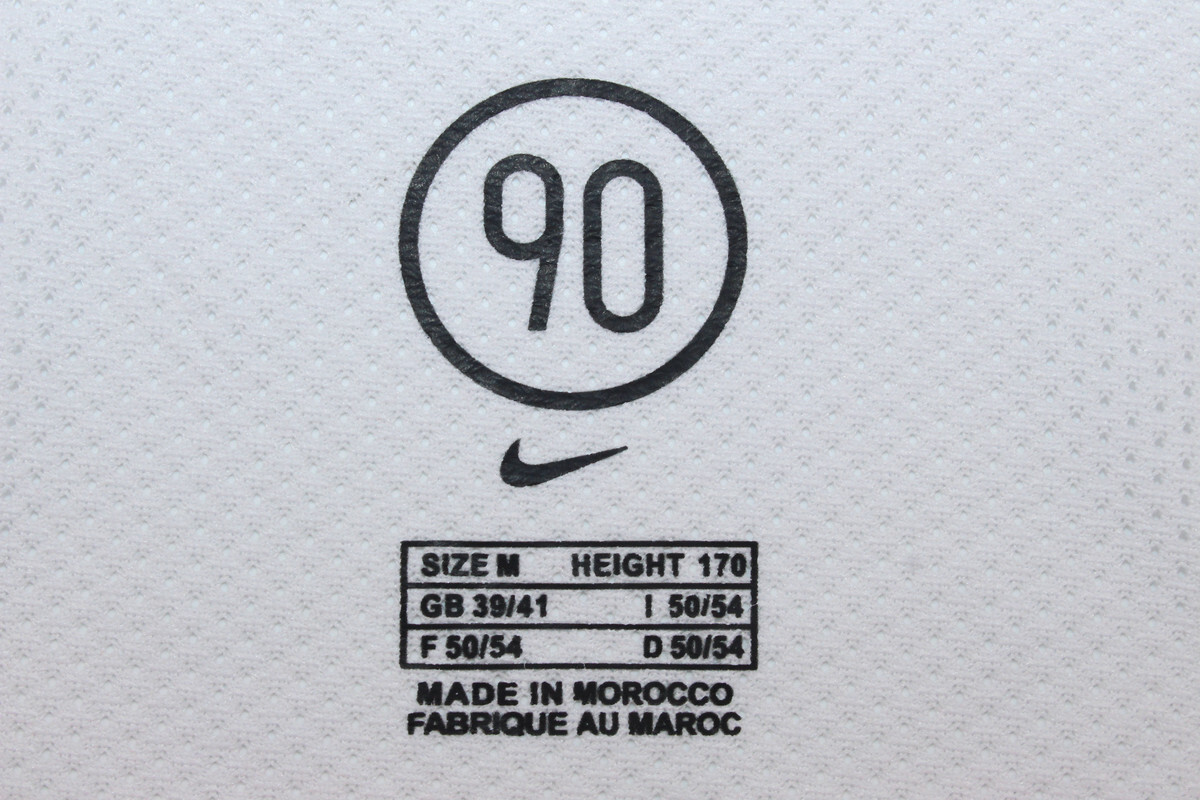 90
SIZE M HEIGHT 170
GB 39/41 I 50/54
F 50/54 D 50/54
MADE IN MOROCCO
FABRIQUE AU MAROC